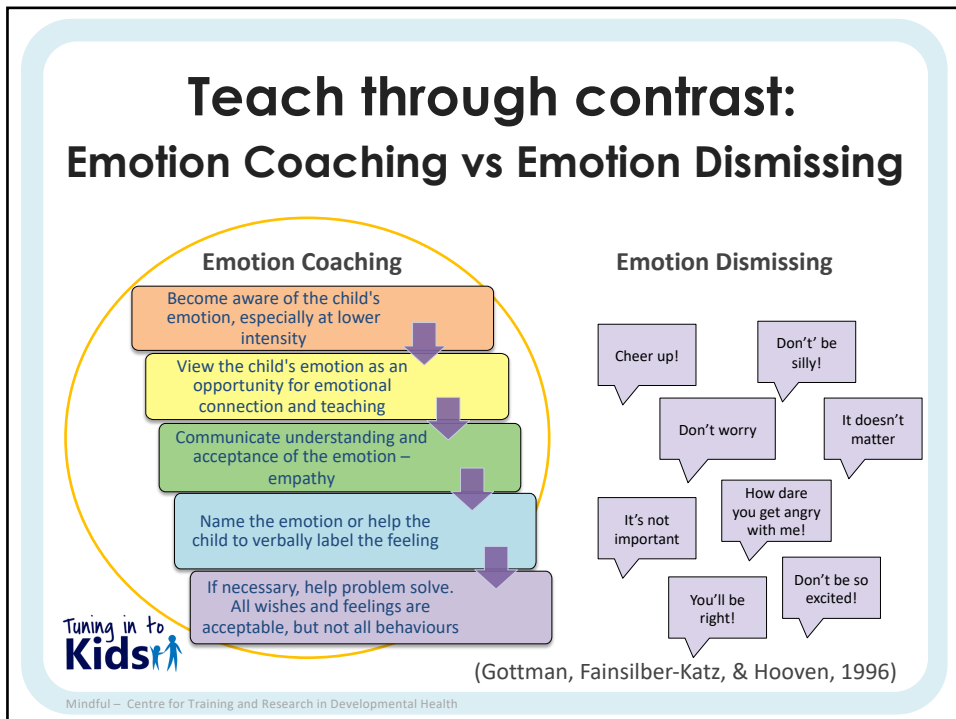 Teach through contrast:
Emotion Coaching vs Emotion Dismissing
Emotion Coaching
Become aware of the child's
emotion, especially at lower
intensity
View the child's emotion as an
opportunity for emotional
connection and teaching
Communicate understanding and
acceptance of the emotion –
empathy
Name the emotion or help the
child to verbally label the feeling
If necessary, help problem solve.
All wishes and feelings are
acceptable, but not all behaviours
Emotion Dismissing
Cheer up!
Don't' be
silly!
Don't worry
It doesn't
matter
It's not
important
How dare
you get angry
with me!
You'll be
right!
Don't be so
excited!
Tuning in to
Kids
(Gottman, Fainsilber-Katz, & Hooven, 1996)
Mindful – Centre for Training and Research in Developmental Health